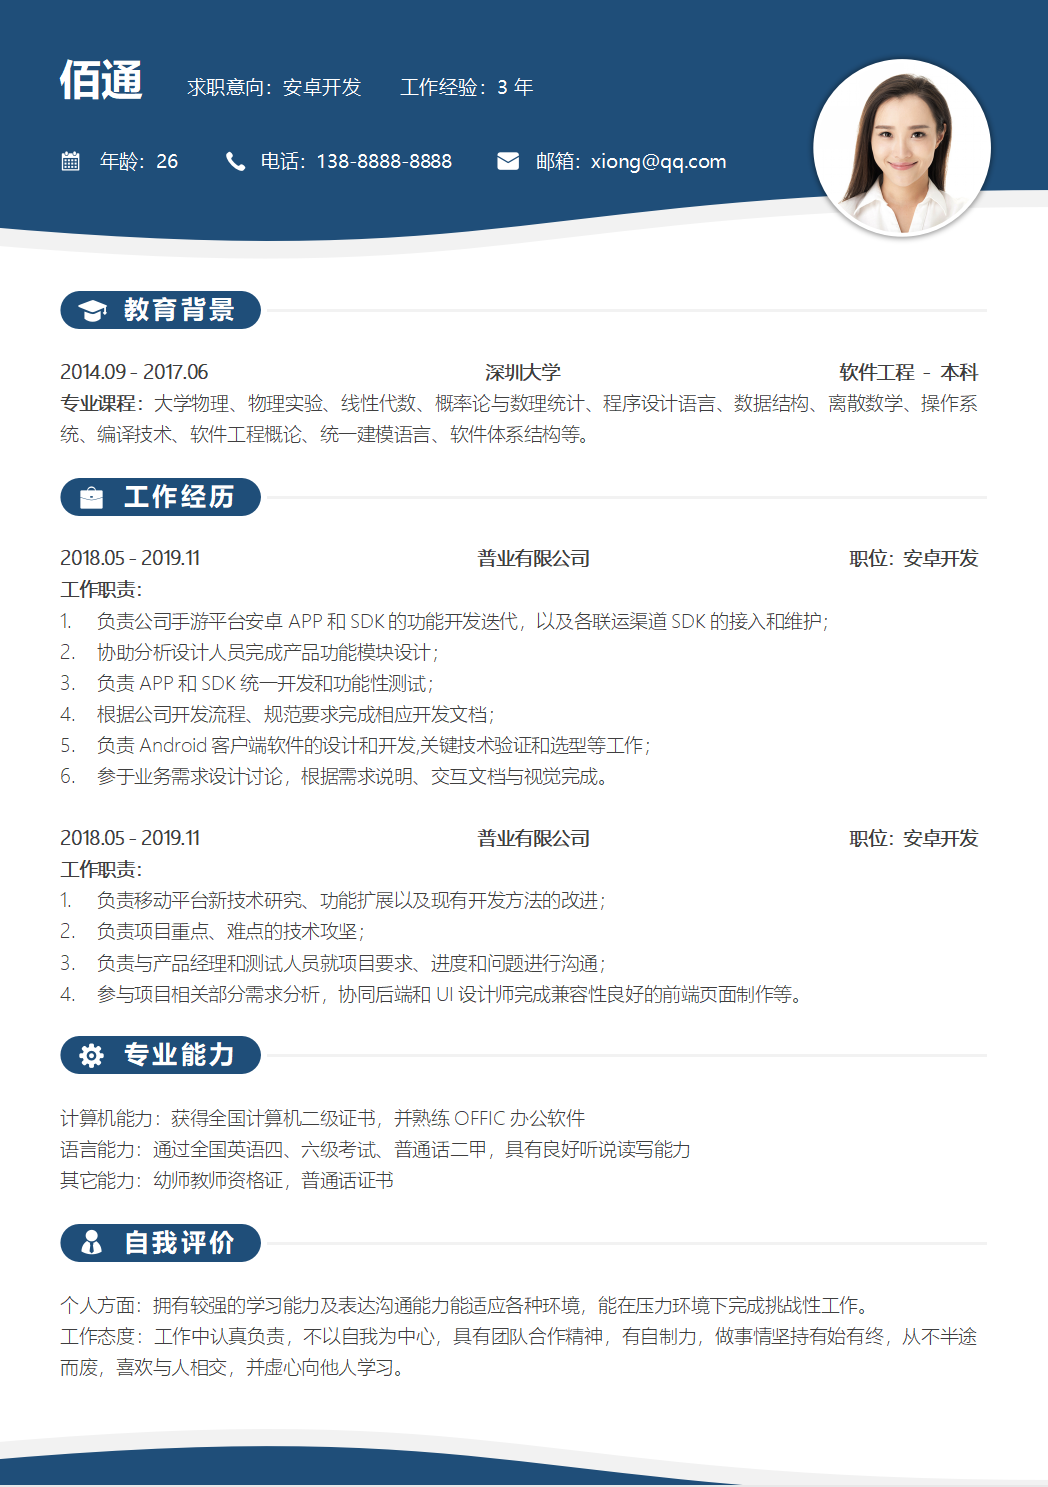 佰通 求职意向：安卓开发 工作经验：3 年
年龄：26 电话：138-8888-8888 邮箱：xiong@qq.com
教育背景
2014.09 - 2017.06 深圳大学 软件工程 - 本科
专业课程：大学物理、物理实验、线性代数、概率论与数理统计、程序设计语言、数据结构、离散数学、操作系
统、编译技术、软件工程概论、统一建模语言、软件体系结构等。
工作经历
2018.05 - 2019.11 普业有限公司 职位：安卓开发
工作职责：
1. 负责公司手游平台安卓 APP 和 SDK 的功能开发迭代，以及各联运渠道 SDK 的接入和维护；
2. 协助分析设计人员完成产品功能模块设计；
3. 负责 APP 和 SDK 统一开发和功能性测试；
4. 根据公司开发流程、规范要求完成相应开发文档；
5. 负责 Android 客户端软件的设计和开发,关键技术验证和选型等工作；
6. 参于业务需求设计讨论，根据需求说明、交互文档与视觉完成。
2018.05 - 2019.11 普业有限公司 职位：安卓开发
工作职责：
1. 负责移动平台新技术研究、功能扩展以及现有开发方法的改进；
2. 负责项目重点、难点的技术攻坚；
3. 负责与产品经理和测试人员就项目要求、进度和问题进行沟通；
4. 参与项目相关部分需求分析，协同后端和 UI 设计师完成兼容性良好的前端页面制作等。
专业能力
计算机能力：获得全国计算机二级证书，并熟练 OFFIC 办公软件
语言能力：通过全国英语四、六级考试、普通话二甲，具有良好听说读写能力
其它能力：幼师教师资格证，普通话证书
自我评价
个人方面：拥有较强的学习能力及表达沟通能力能适应各种环境，能在压力环境下完成挑战性工作。
工作态度：工作中认真负责，不以自我为中心，具有团队合作精神，有自制力，做事情坚持有始有终，从不半途
而废，喜欢与人相交，并虚心向他人学习。